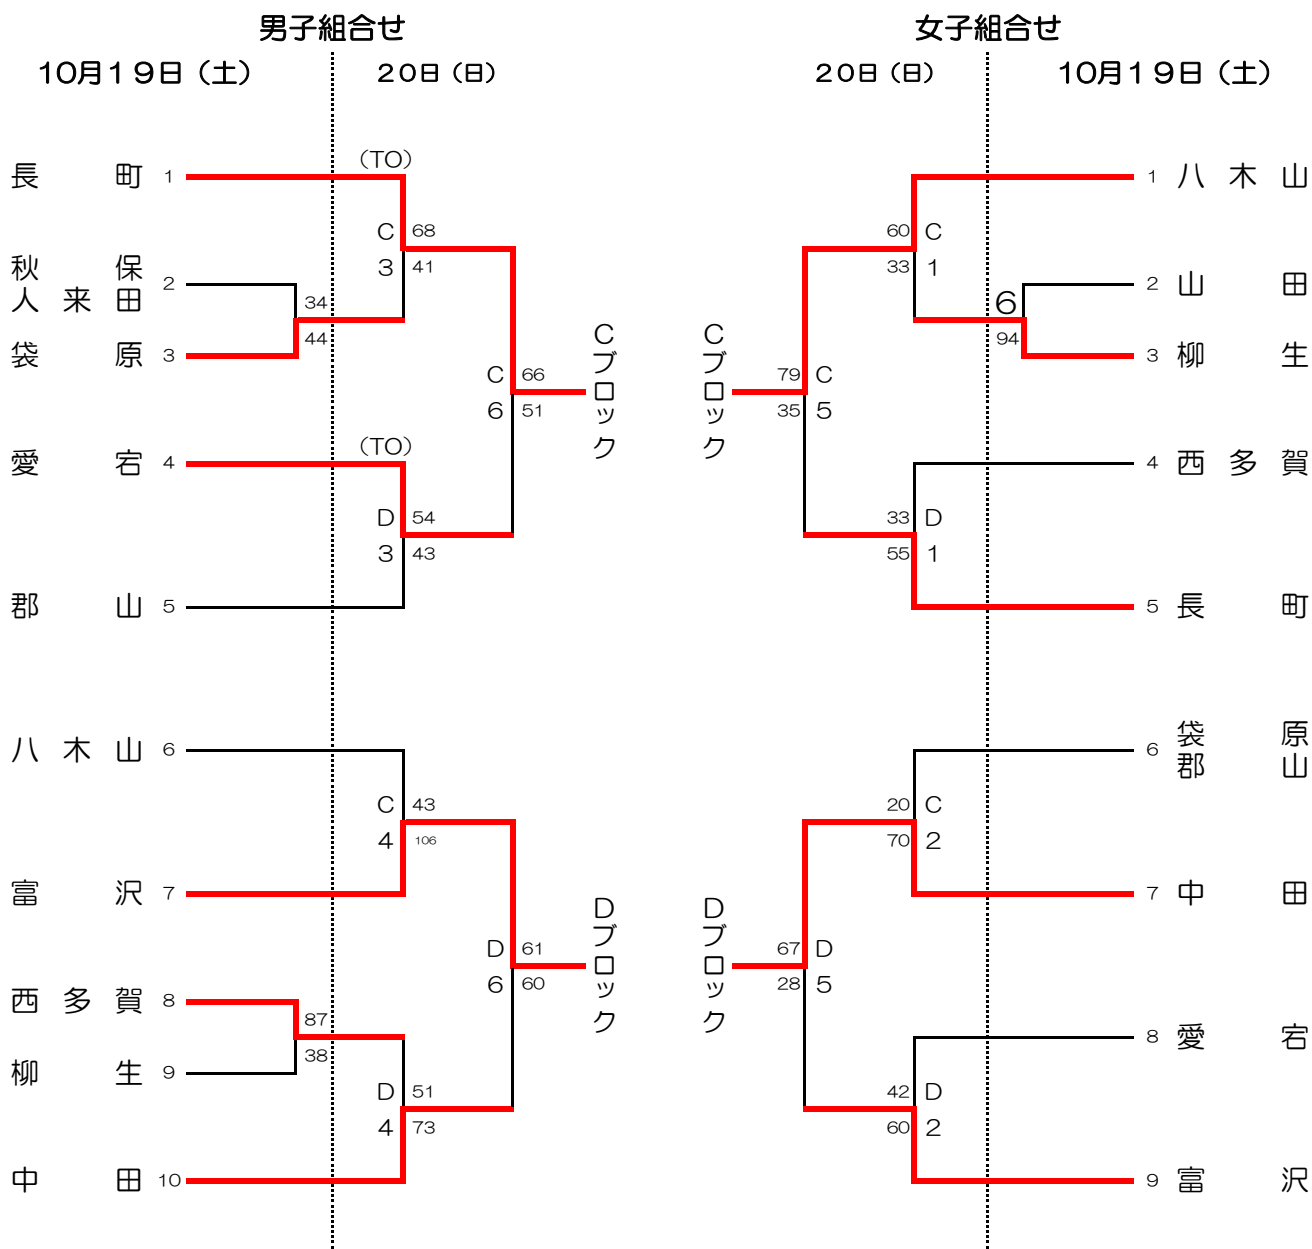 男子組合せ
10月19日（土）
20日（日）
長町 1
(TO)
C 68
3 41
秋保
人来田 2
34
44
袋原 3
C 66
6 51
Cブロック
愛宕 4
(TO)
D 54
3 43
郡山 5
八木山 6
C 43
4 106
富沢 7
D 61
6 60
Dブロック
西多賀 8
87
38
柳生 9
D 51
4 73
中田 10
女子組合せ
20日（日）
10月19日（土）
1 八木山
60 C
33 1
2 山田
6
94
3 柳生
Cブロック
79 C
35 5
4 西多賀
33 D
55 1
5 長町
6 袋原
郡山
20 C
70 2
7 中田
Dブロック
67 D
28 5
8 愛宕
42 D
60 2
9 富沢